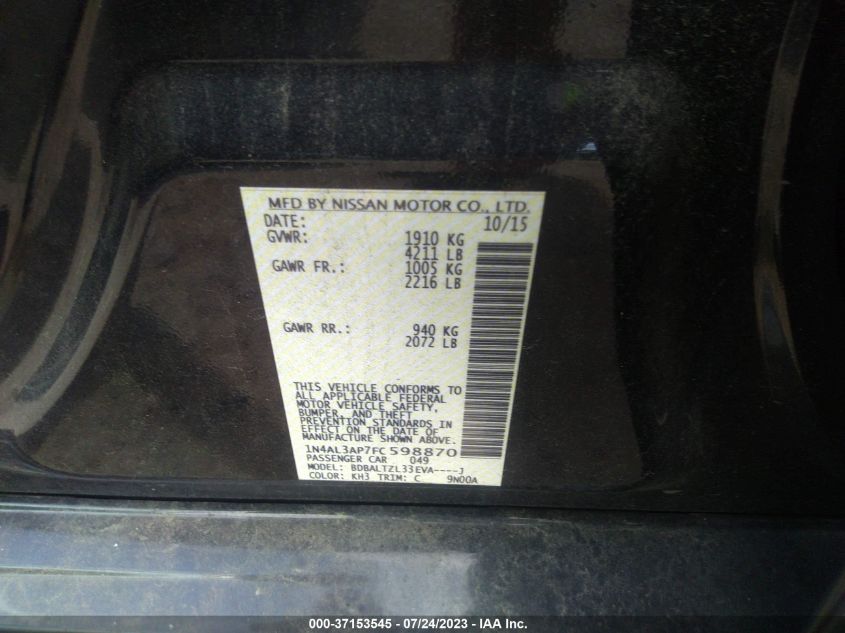 MFD BY NISSAN MOTOR CO., LTD.
DATE: 10/15
GVWR: 1910 KG
4211 LB
GAWR FR.: 1005 KG
2216 LB
GAWR RR.: 940 KG
2072 LB
THIS VEHICLE CONFORMS TO
ALL APPLICABLE FEDERAL
MOTOR VEHICLE SAFETY,
BUMPER, AND THEFT
PREVENTION STANDARDS IN
EFFECT ON THE DATE OF
MANUFACTURE SHOWN ABOVE.
1N4AL3AP7FC598870
PASSENGER CAR 049
MODEL: BDBALTZL33EVA----J
COLOR: KH3 TRIM: C 9N00A
000-37153545 - 07/24/2023 - IAA Inc.